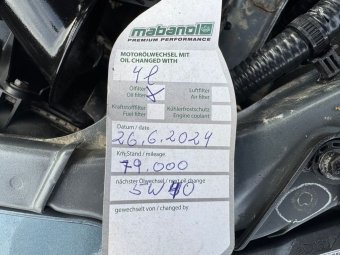 mabanol
PREMIUM PERFORMANCE
MOTORÖLWECHSEL MIT
OIL CHANGED WITH
4l
Ölfilter Luftfilter
Oil filter X Air filter
Kraftstofffilter Kühlerfrostschutz
Fuel filter Engine coolant
Datum / date
26.6.2024
Km-Stand / mileage
79.000
nächster Ölwechsel / next oil change
5W40
gewechselt von / changed by